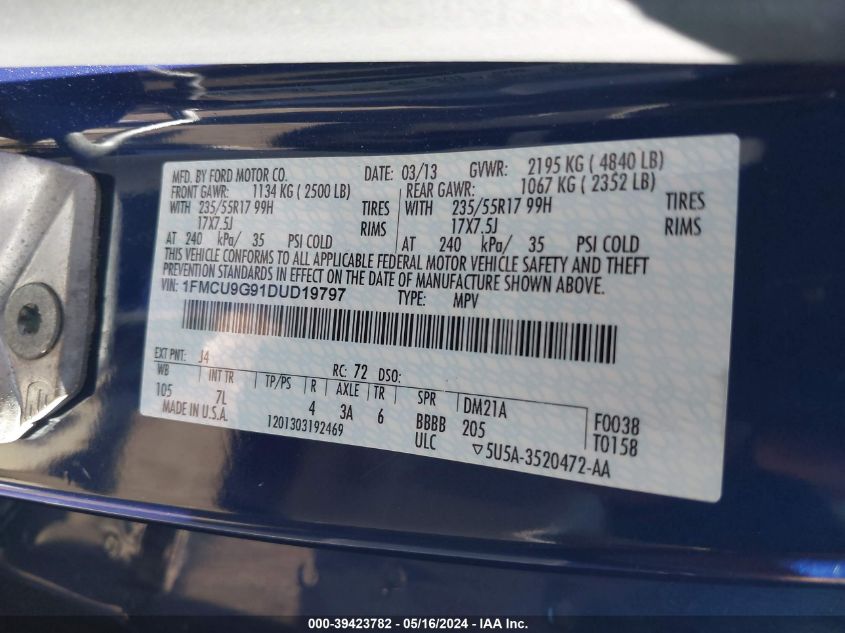 MFD. BY FORD MOTOR CO. DATE: 03/13 GVWR: 2195 KG ( 4840 LB)
FRONT GAWR: 1134 KG ( 2500 LB) REAR GAWR: 1067 KG ( 2352 LB)
WITH 235/55R17 99H TIRES WITH 235/55R17 99H TIRES
17X7.5J RIMS 17X7.5J RIMS
AT 240 kPa/ 35 PSI COLD AT 240 kPa/ 35 PSI COLD
THIS VEHICLE CONFORMS TO ALL APPLICABLE FEDERAL MOTOR VEHICLE SAFETY AND THEFT
PREVENTION STANDARDS IN EFFECT ON THE DATE OF MANUFACTURE SHOWN ABOVE.
VIN: 1FMCU9G91DUD19797 TYPE: MPV
EXT PNT: J4 RC: 72 DSO:
WB INT TR TP/PS R AXLE TR SPR DM21A
105 7L 4 3A 6 BBBB 205 F0038
MADE IN U.S.A. 1201303192469 ULC ▽5U5A-3520472-AA T0158
000-39423782 - 05/16/2024 - © IAA Inc.